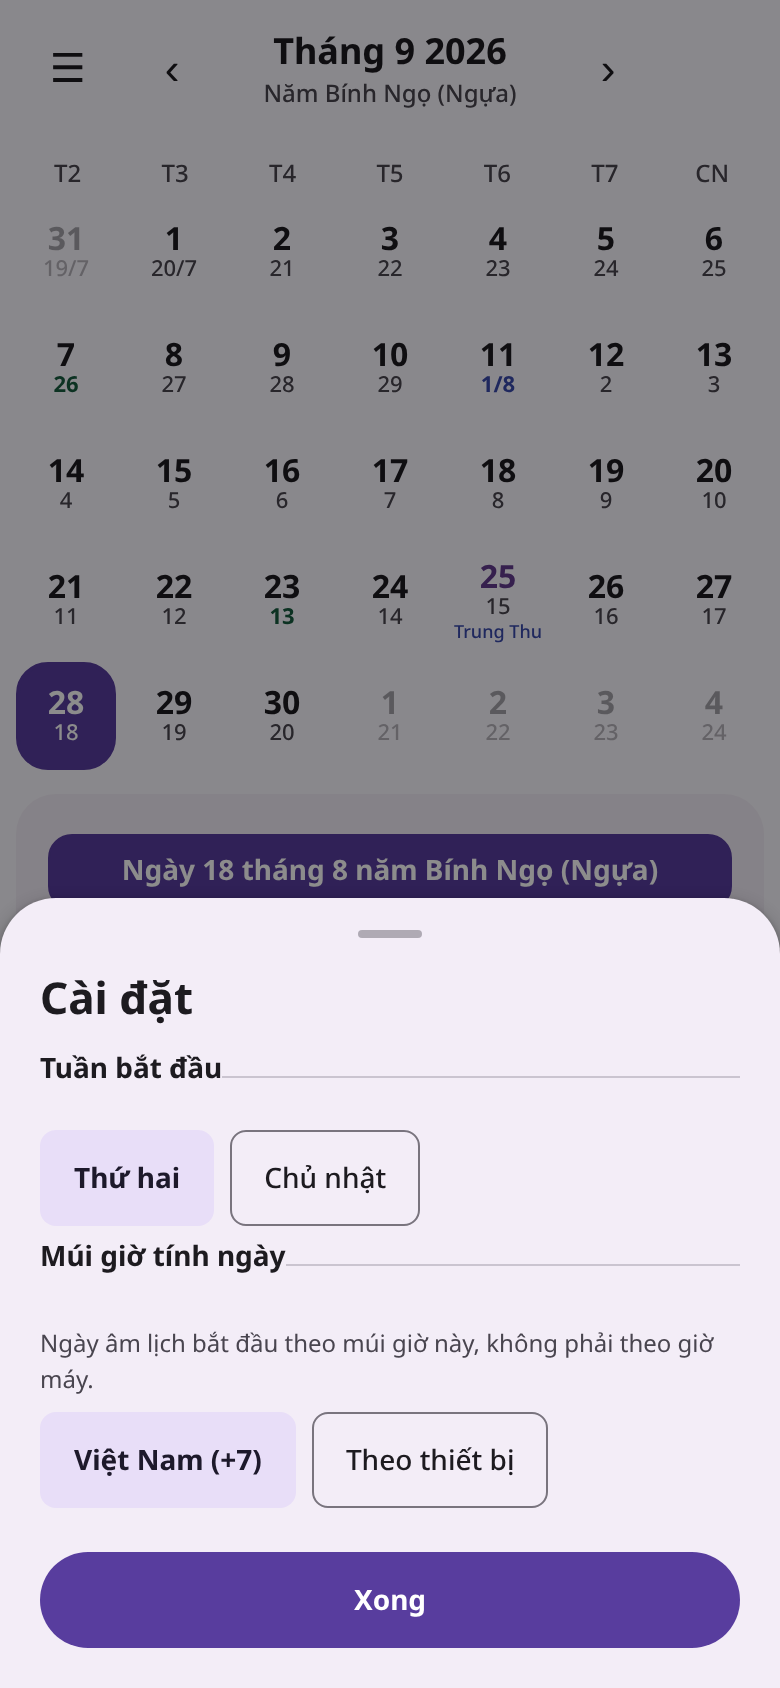 ☰ ‹ Tháng 9 2026 ›
Năm Bính Ngọ (Ngựa)
T2 T3 T4 T5 T6 T7 CN
31 1 2 3 4 5 6
19/7 20/7 21 22 23 24 25
7 8 9 10 11 12 13
26 27 28 29 1/8 2 3
14 15 16 17 18 19 20
4 5 6 7 8 9 10
21 22 23 24 25 26 27
11 12 13 14 15 16 17
Trung Thu
28 29 30 1 2 3 4
18 19 20 21 22 23 24
Ngày 18 tháng 8 năm Bính Ngọ (Ngựa)
Cài đặt
Tuần bắt đầu
Thứ hai Chủ nhật
Múi giờ tính ngày
Ngày âm lịch bắt đầu theo múi giờ này, không phải theo giờ
máy.
Việt Nam (+7) Theo thiết bị
Xong